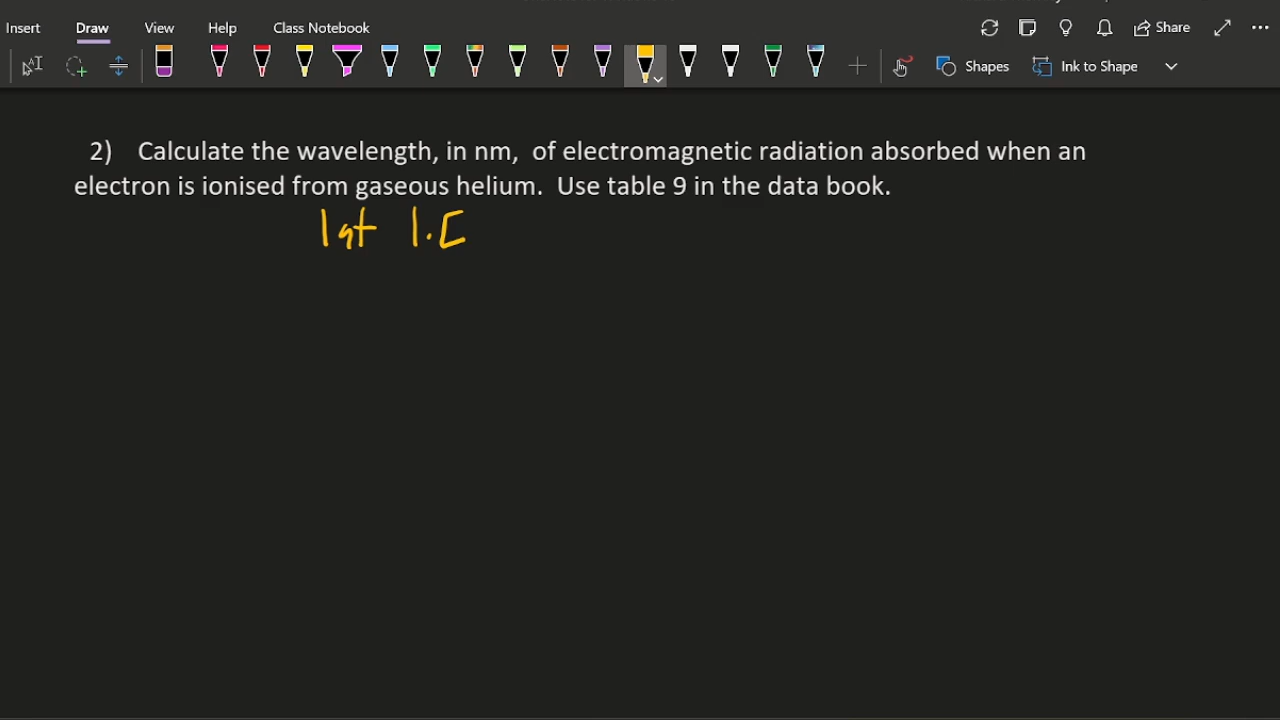 Insert Draw View Help Class Notebook Share
Shapes Ink to Shape
2) Calculate the wavelength, in nm, of electromagnetic radiation absorbed when an
electron is ionised from gaseous helium. Use table 9 in the data book.
1st I.E